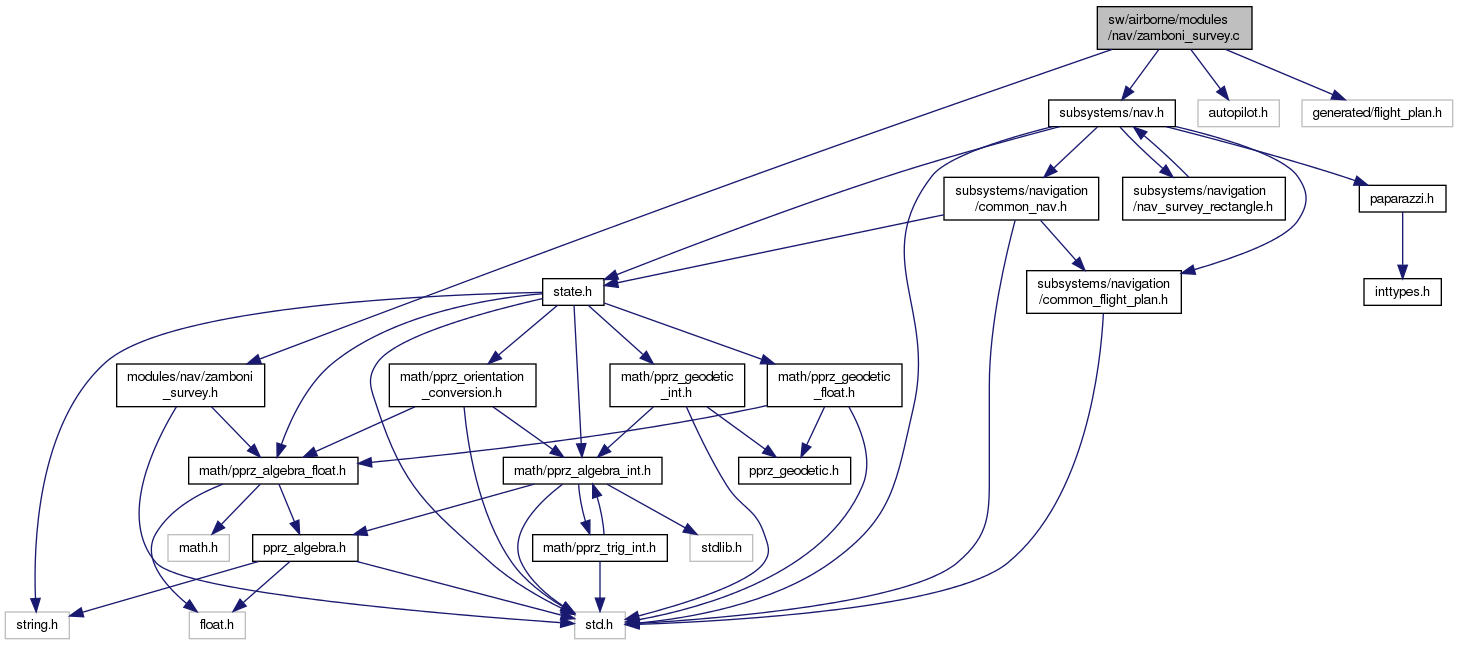 sw/airborne/modules
/nav/zamboni_survey.c
subsystems/nav.h
autopilot.h
generated/flight_plan.h
subsystems/navigation
/common_nav.h
subsystems/navigation
/nav_survey_rectangle.h
paparazzi.h
subsystems/navigation
/common_flight_plan.h
inttypes.h
state.h
modules/nav/zamboni
_survey.h
math/pprz_orientation
_conversion.h
math/pprz_geodetic
_int.h
math/pprz_geodetic
_float.h
math/pprz_algebra_float.h
math/pprz_algebra_int.h
pprz_geodetic.h
math.h
pprz_algebra.h
math/pprz_trig_int.h
stdlib.h
string.h
float.h
std.h